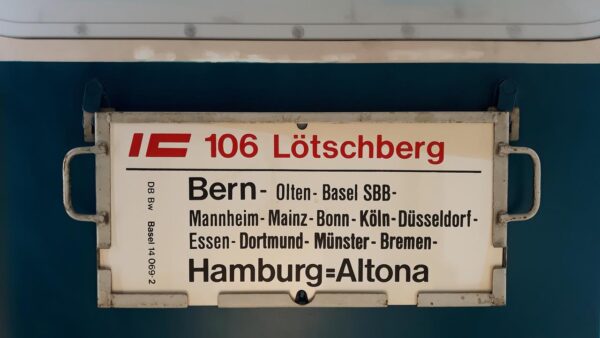 IC 106 Lötschberg
Bern- Olten- Basel SBB-
Mannheim- Mainz- Bonn- Köln- Düsseldorf-
Essen- Dortmund- Münster- Bremen-
Hamburg=Altona
DB Bw Basel 14 069-2